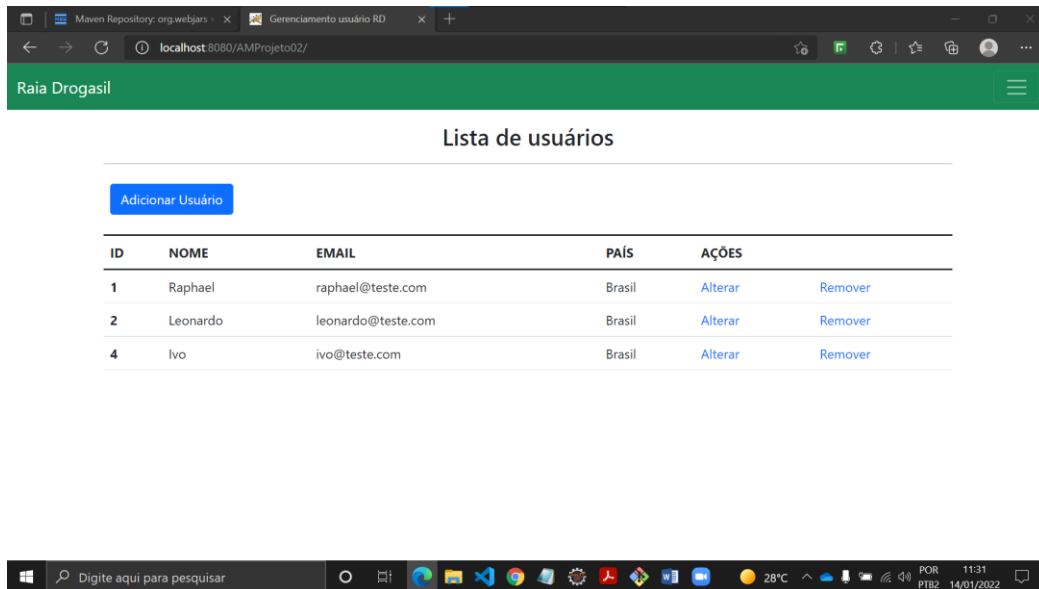 Maven Repository: org.webjars
Gerenciamento usuário RD
localhost:8080/AMProjeto02/
Raia Drogasil
Lista de usuários
Adicionar Usuário
ID NOME EMAIL PAÍS AÇÕES
1 Raphael raphael@teste.com Brasil Alterar Remover
2 Leonardo leonardo@teste.com Brasil Alterar Remover
4 Ivo ivo@teste.com Brasil Alterar Remover
Digite aqui para pesquisar
28°C
POR
PTB2
11:31
14/01/2022